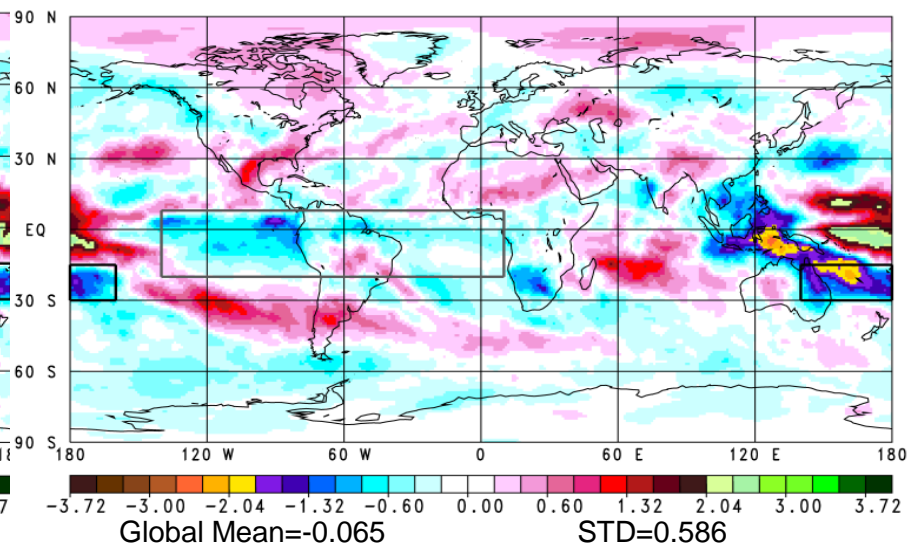 90 N
60 N
30 N
EQ
30 S
60 S
90 S
180 120 W 60 W 0 60 E 120 E 180
-3.72 -3.00 -2.04 -1.32 -0.60 0.00 0.60 1.32 2.04 3.00 3.72
Global Mean=-0.065 STD=0.586